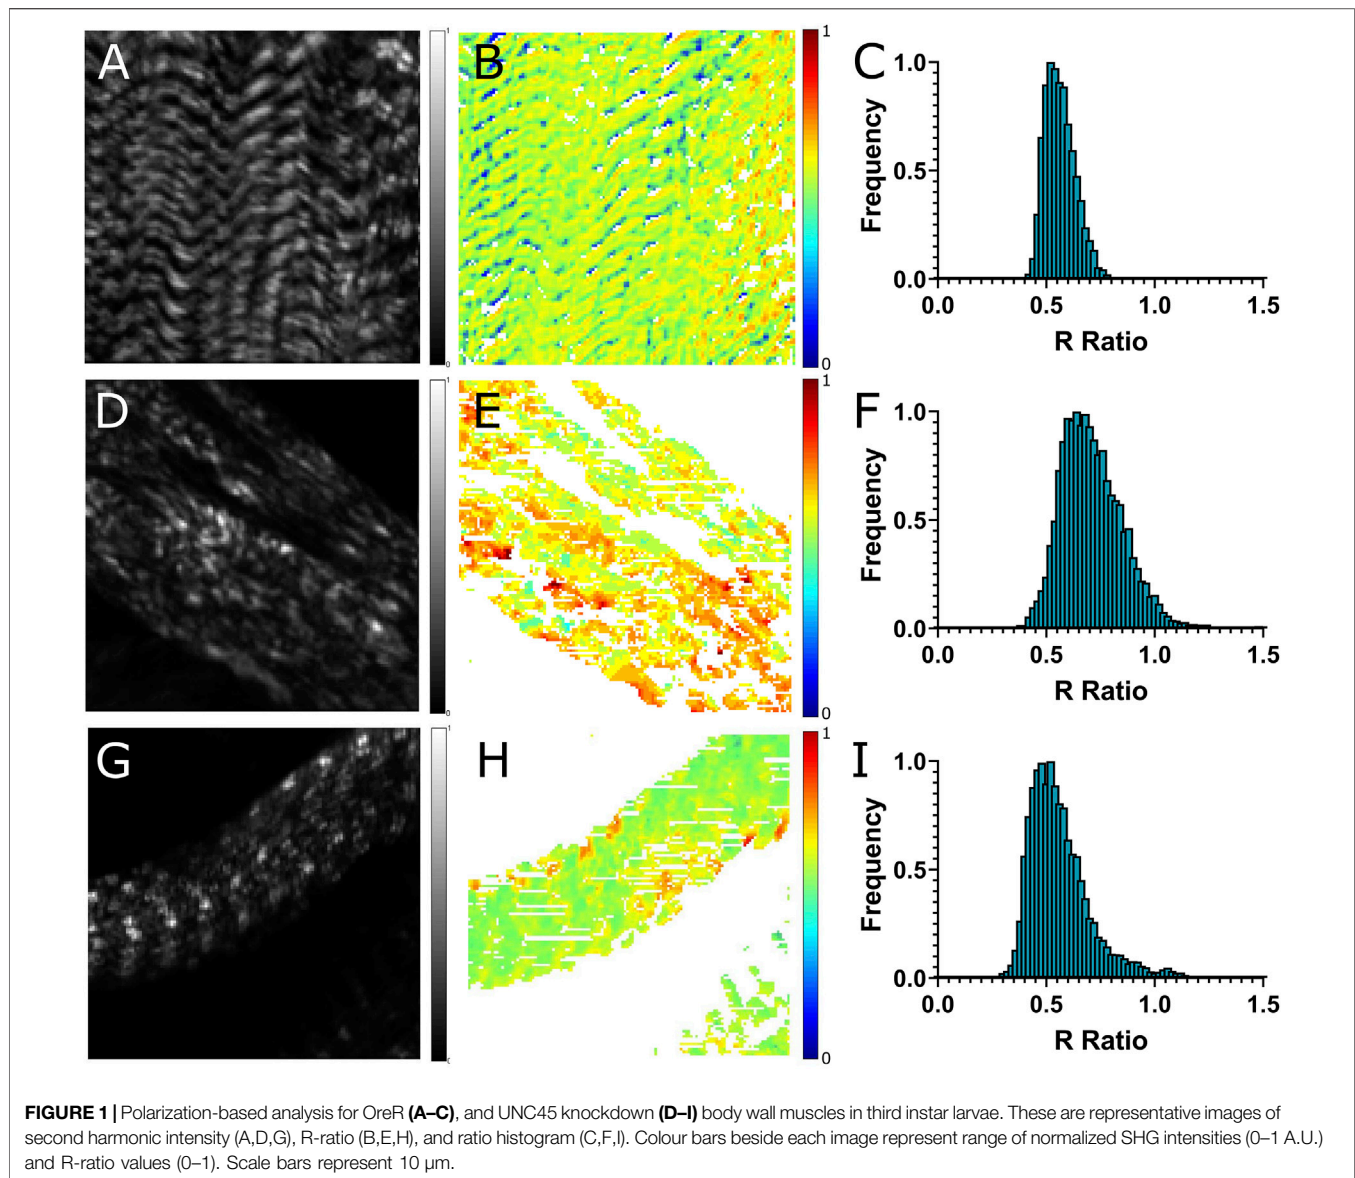 A
1
0
B
1
0
C
1.0
0.5
0.0
Frequency
0.0 0.5 1.0 1.5
R Ratio
D
1
0
E
1
0
F
1.0
0.5
0.0
Frequency
0.0 0.5 1.0 1.5
R Ratio
G
1
H
1
0
I
1.0
0.5
0.0
Frequency
0.0 0.5 1.0 1.5
R Ratio
FIGURE 1 | Polarization-based analysis for OreR (A–C), and UNC45 knockdown (D–I) body wall muscles in third instar larvae. These are representative images of
second harmonic intensity (A,D,G), R-ratio (B,E,H), and ratio histogram (C,F,I). Colour bars beside each image represent range of normalized SHG intensities (0–1 A.U.)
and R-ratio values (0–1). Scale bars represent 10 µm.